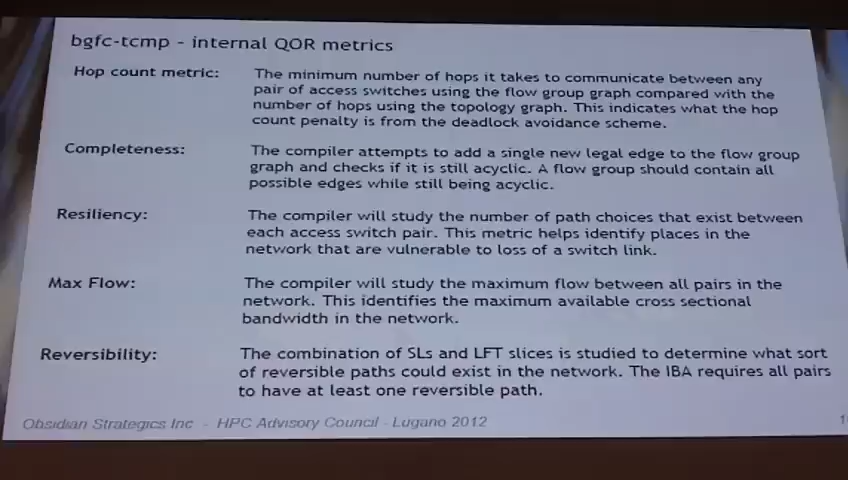 bgfc-tcmp - internal QOR metrics
Hop count metric: The minimum number of hops it takes to communicate between any
pair of access switches using the flow group graph compared with the
number of hops using the topology graph. This indicates what the hop
count penalty is from the deadlock avoidance scheme.
Completeness: The compiler attempts to add a single new legal edge to the flow group
graph and checks if it is still acyclic. A flow group should contain all
possible edges while still being acyclic.
Resiliency: The compiler will study the number of path choices that exist between
each access switch pair. This metric helps identify places in the
network that are vulnerable to loss of a switch link.
Max Flow: The compiler will study the maximum flow between all pairs in the
network. This identifies the maximum available cross sectional
bandwidth in the network.
Reversibility: The combination of SLs and LFT slices is studied to determine what sort
of reversible paths could exist in the network. The IBA requires all pairs
to have at least one reversible path.
Obsidian Strategics Inc - HPC Advisory Council - Lugano 2012